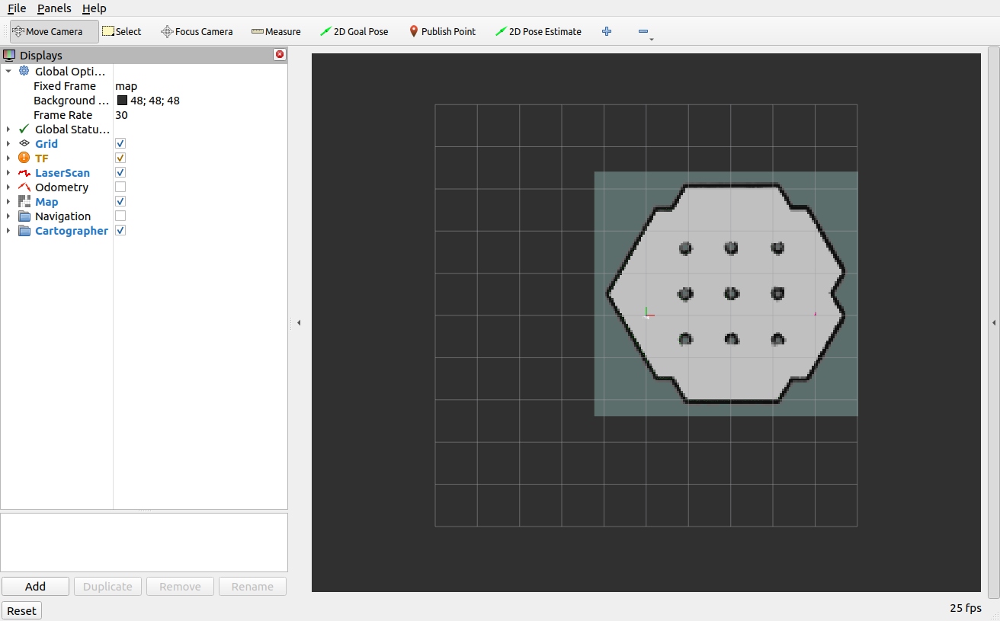 File Panels Help
Move Camera Select Focus Camera Measure 2D Goal Pose Publish Point 2D Pose Estimate
Displays
Global Opti...
Fixed Frame map
Background ... 48; 48; 48
Frame Rate 30
Global Statu...
Grid
TF
LaserScan
Odometry
Map
Navigation
Cartographer
Add Duplicate Remove Rename
Reset 25 fps